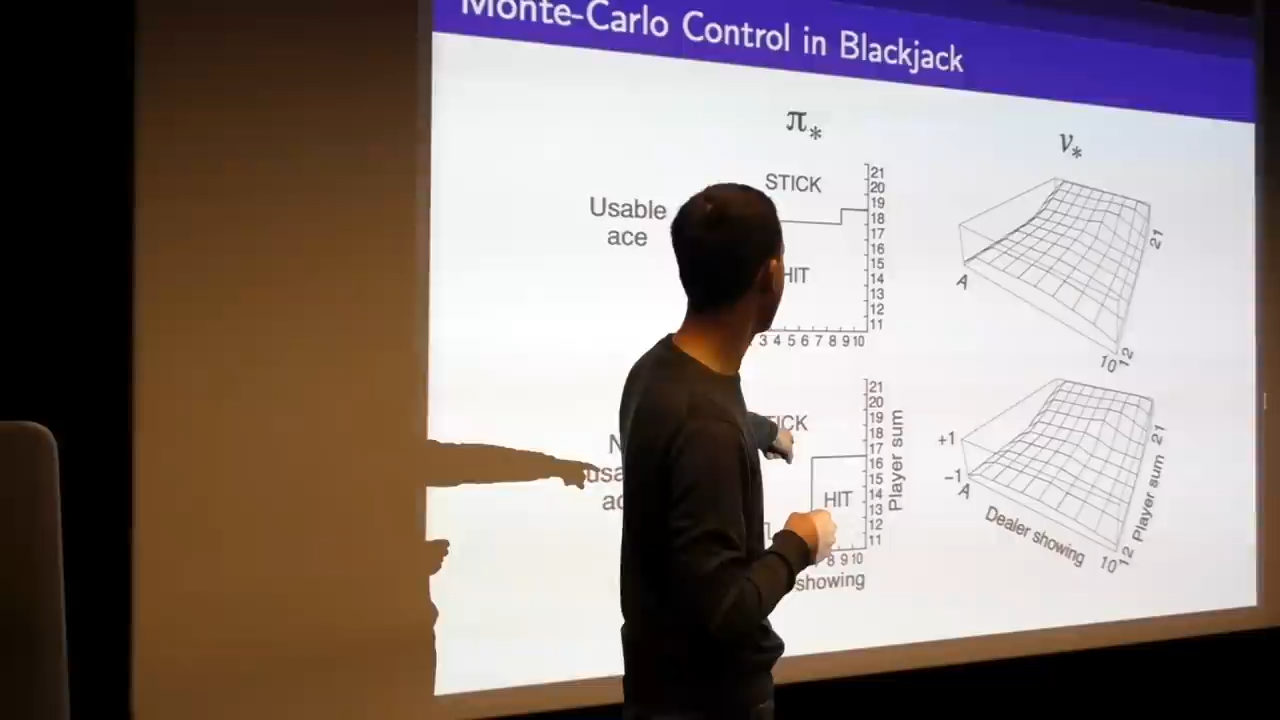 Monte-Carlo Control in Blackjack
π*
v*
STICK
Usable
ace
HIT
21
20
19
18
17
16
15
14
13
12
11
3 4 5 6 7 8 9 10
A
21
12
10
21
20
19
18
17
16
15
14
13
12
11
Player sum
HIT
8 9 10
showing
+1
−1
A
Dealer showing
10
12
Player sum
21